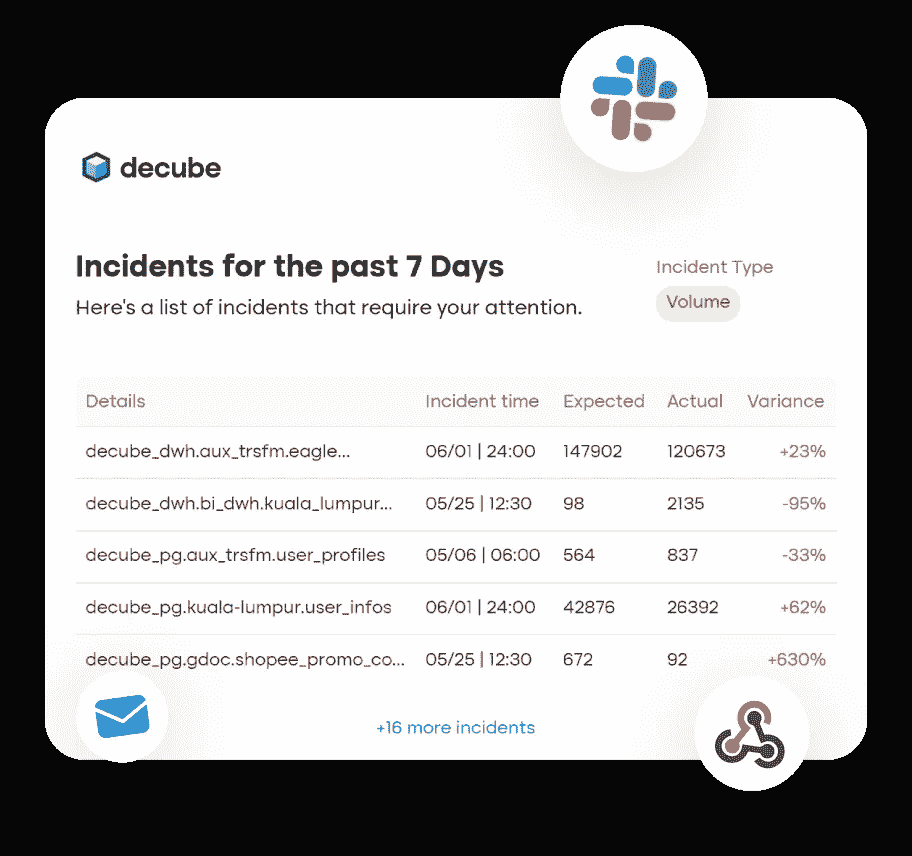 decube
Incidents for the past 7 Days
Here's a list of incidents that require your attention.
Incident Type
Volume
Details Incident time Expected Actual Variance
decube_dwh.aux_trsfm.eagle... 06/01 | 24:00 147902 120673 +23%
decube_dwh.bi_dwh.kuala_lumpur... 05/25 | 12:30 98 2135 -95%
decube_pg.aux_trsfm.user_profiles 05/06 | 06:00 564 837 -33%
decube_pg.kuala-lumpur.user_infos 06/01 | 24:00 42876 26392 +62%
decube_pg.gdoc.shopee_promo_co... 05/25 | 12:30 672 92 +630%
+16 more incidents